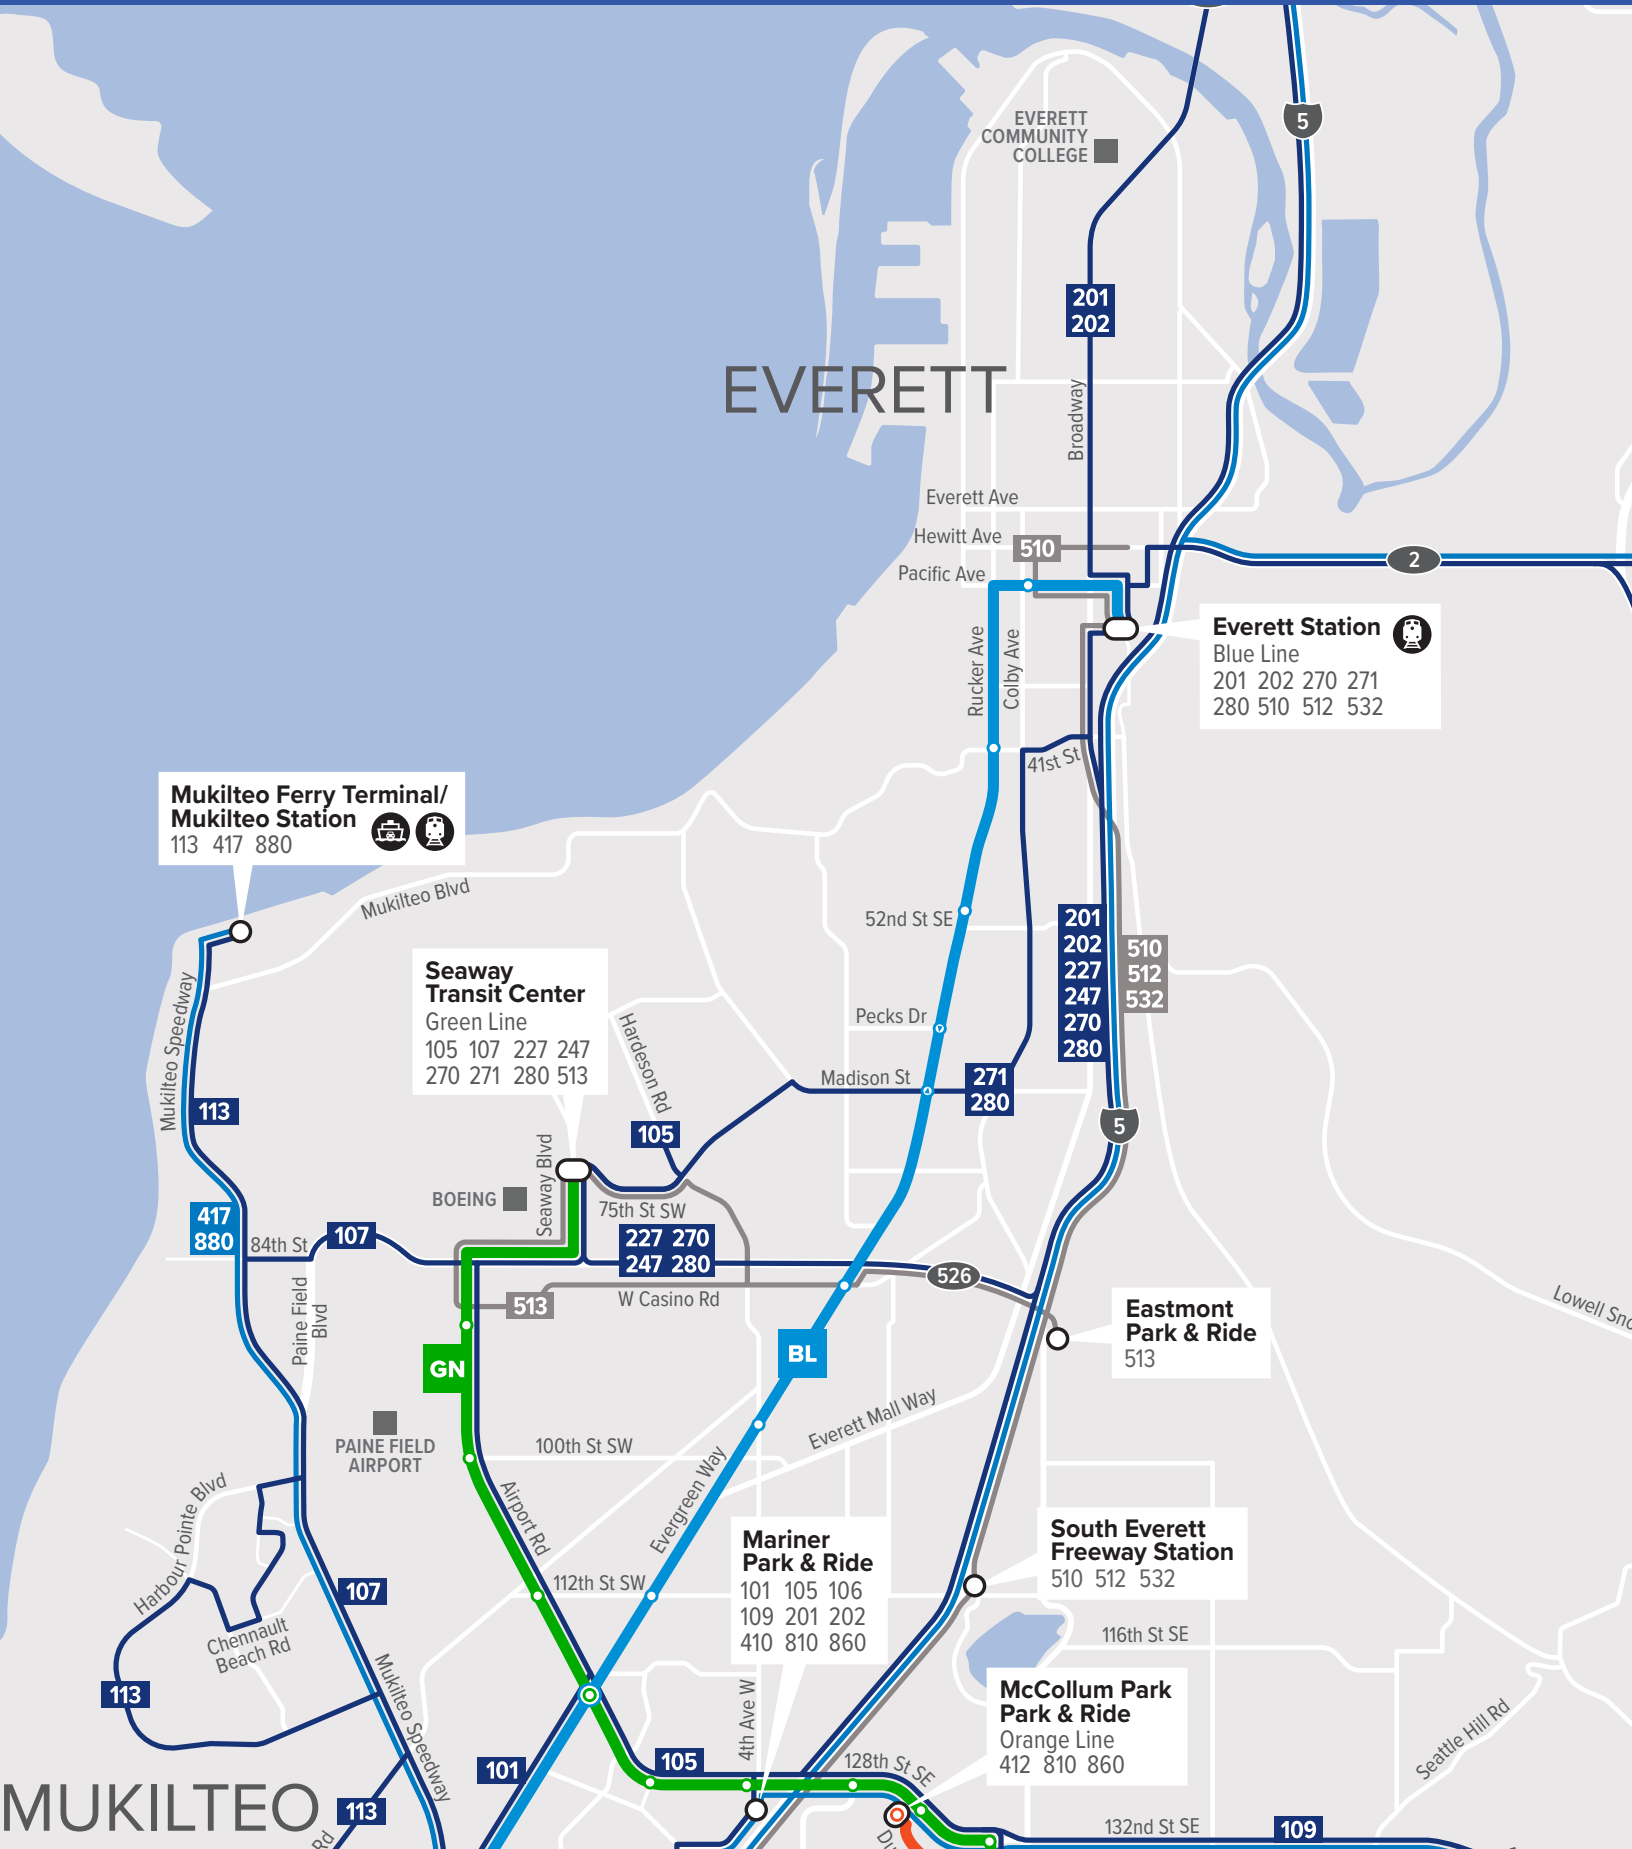 5
EVERETT
COMMUNITY
COLLEGE
201
202
EVERETT
Broadway
Everett Ave
Hewitt Ave
510
Pacific Ave
2
Everett Station
Blue Line
201 202 270 271
280 510 512 532
Rucker Ave
Colby Ave
41st St
Mukilteo Ferry Terminal/
Mukilteo Station
113 417 880
Mukilteo Blvd
52nd St SE
201
202
227
247
270
280
510
512
532
Seaway
Transit Center
Green Line
105 107 227 247
270 271 280 513
Mukilteo Speedway
Hardeson Rd
Pecks Dr
Madison St
271
280
113
105
5
Seaway Blvd
BOEING
75th St SW
417
880
84th St
107
227 270
247 280
526
513
W Casino Rd
Paine Field
Blvd
Eastmont
Park & Ride
513
Lowell Sno
GN
BL
PAINE FIELD
AIRPORT
100th St SW
Everett Mall Way
Airport Rd
Evergreen Way
Harbour Pointe Blvd
Mariner
Park & Ride
101 105 106
109 201 202
410 810 860
South Everett
Freeway Station
510 512 532
107
112th St SW
Chennault
Beach Rd
116th St SE
113
Mukilteo Speedway
4th Ave W
McCollum Park
Park & Ride
Orange Line
412 810 860
Seattle Hill Rd
101
105
128th St SE
MUKILTEO
113
Rd
Du
132nd St SE
109